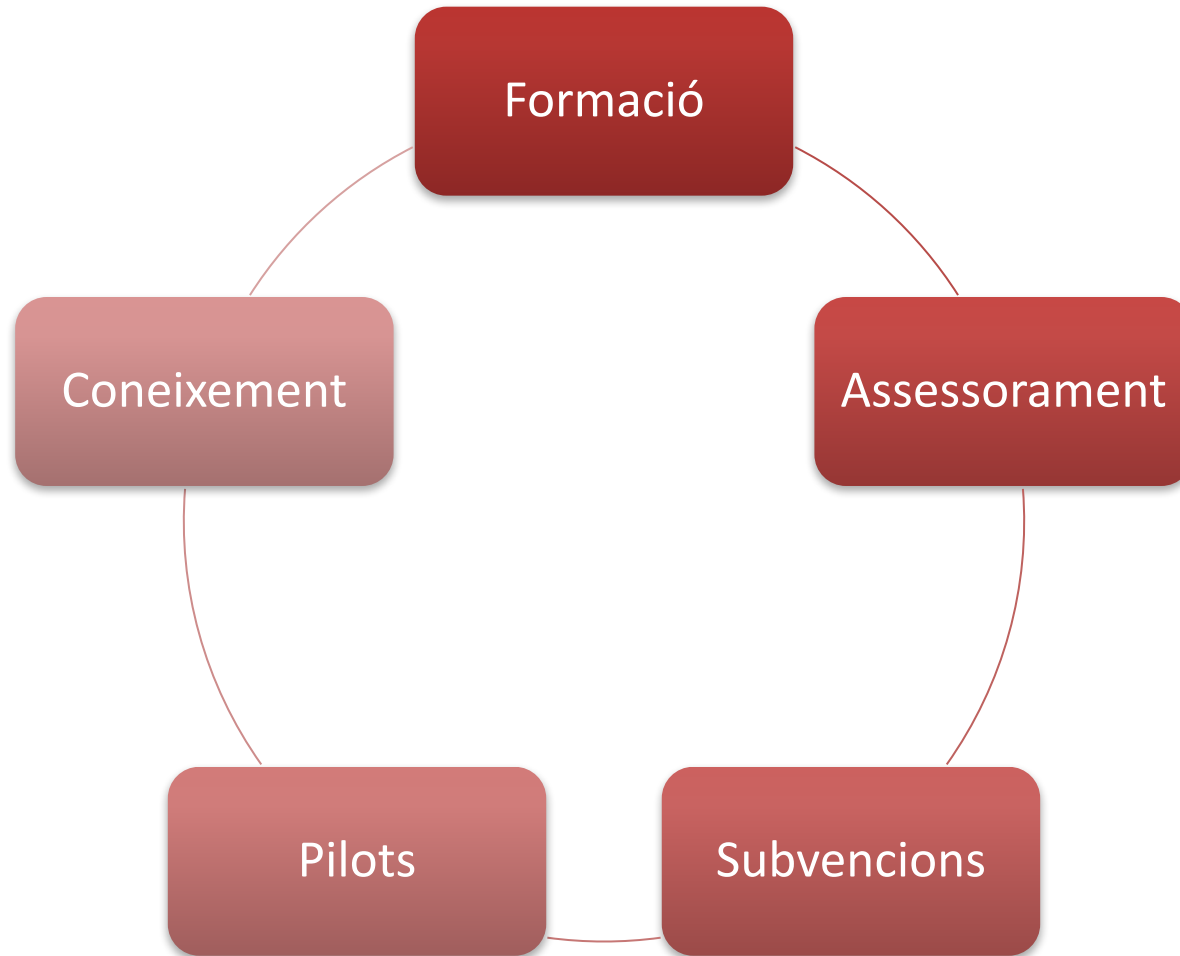 Formació
Assessorament
Subvencions
Pilots
Coneixement